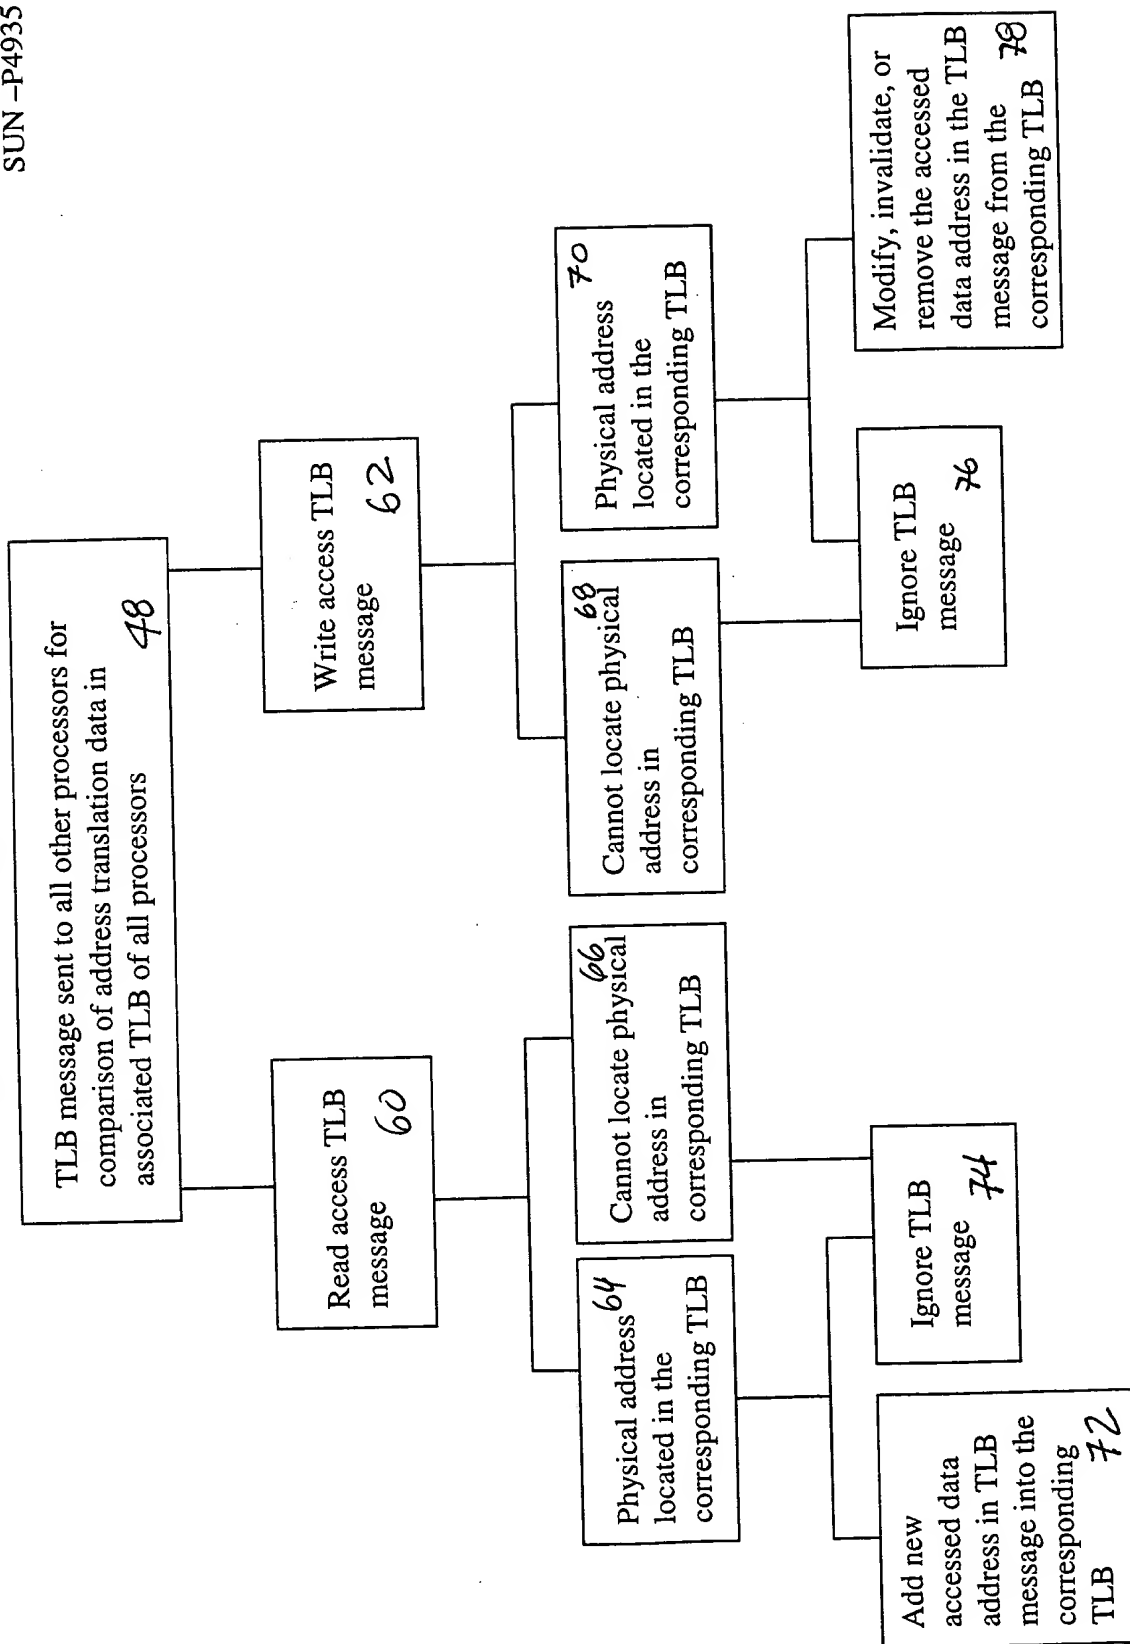 SUN –P4935
TLB message sent to all other processors for
comparison of address translation data in
associated TLB of all processors 48
Read access TLB
message 60
Write access TLB
message 62
Physical address 64
located in the
corresponding TLB
Cannot locate physical 66
address in
corresponding TLB
Cannot locate physical 68
address in
corresponding TLB
Physical address 70
located in the
corresponding TLB
Add new
accessed data
address in TLB
message into the
corresponding
TLB 72
Ignore TLB
message 74
Ignore TLB
message 76
Modify, invalidate, or
remove the accessed
data address in the TLB
message from the 78
corresponding TLB